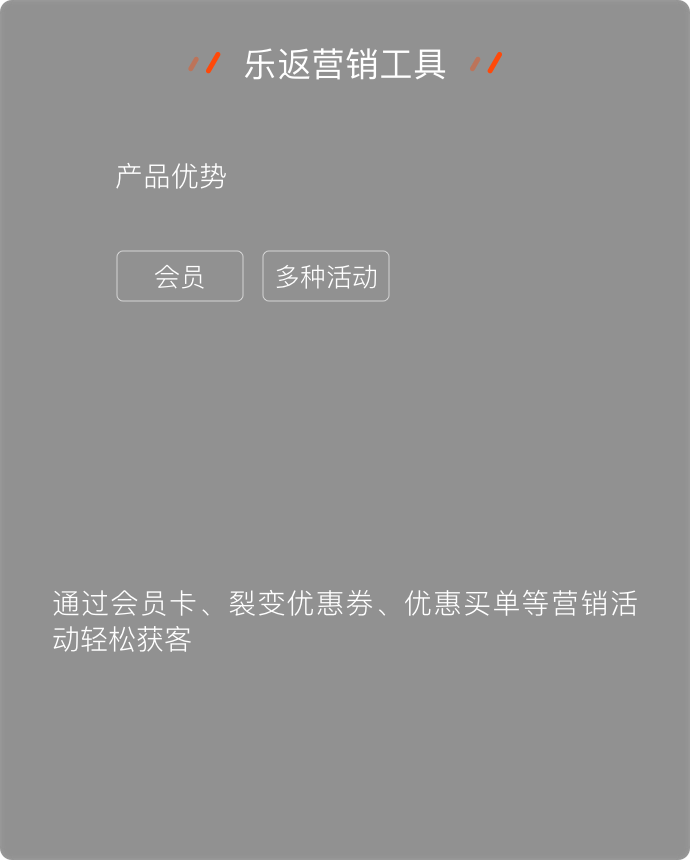 乐返营销工具
产品优势
会员 多种活动
通过会员卡、裂变优惠券、优惠买单等营销活
动轻松获客